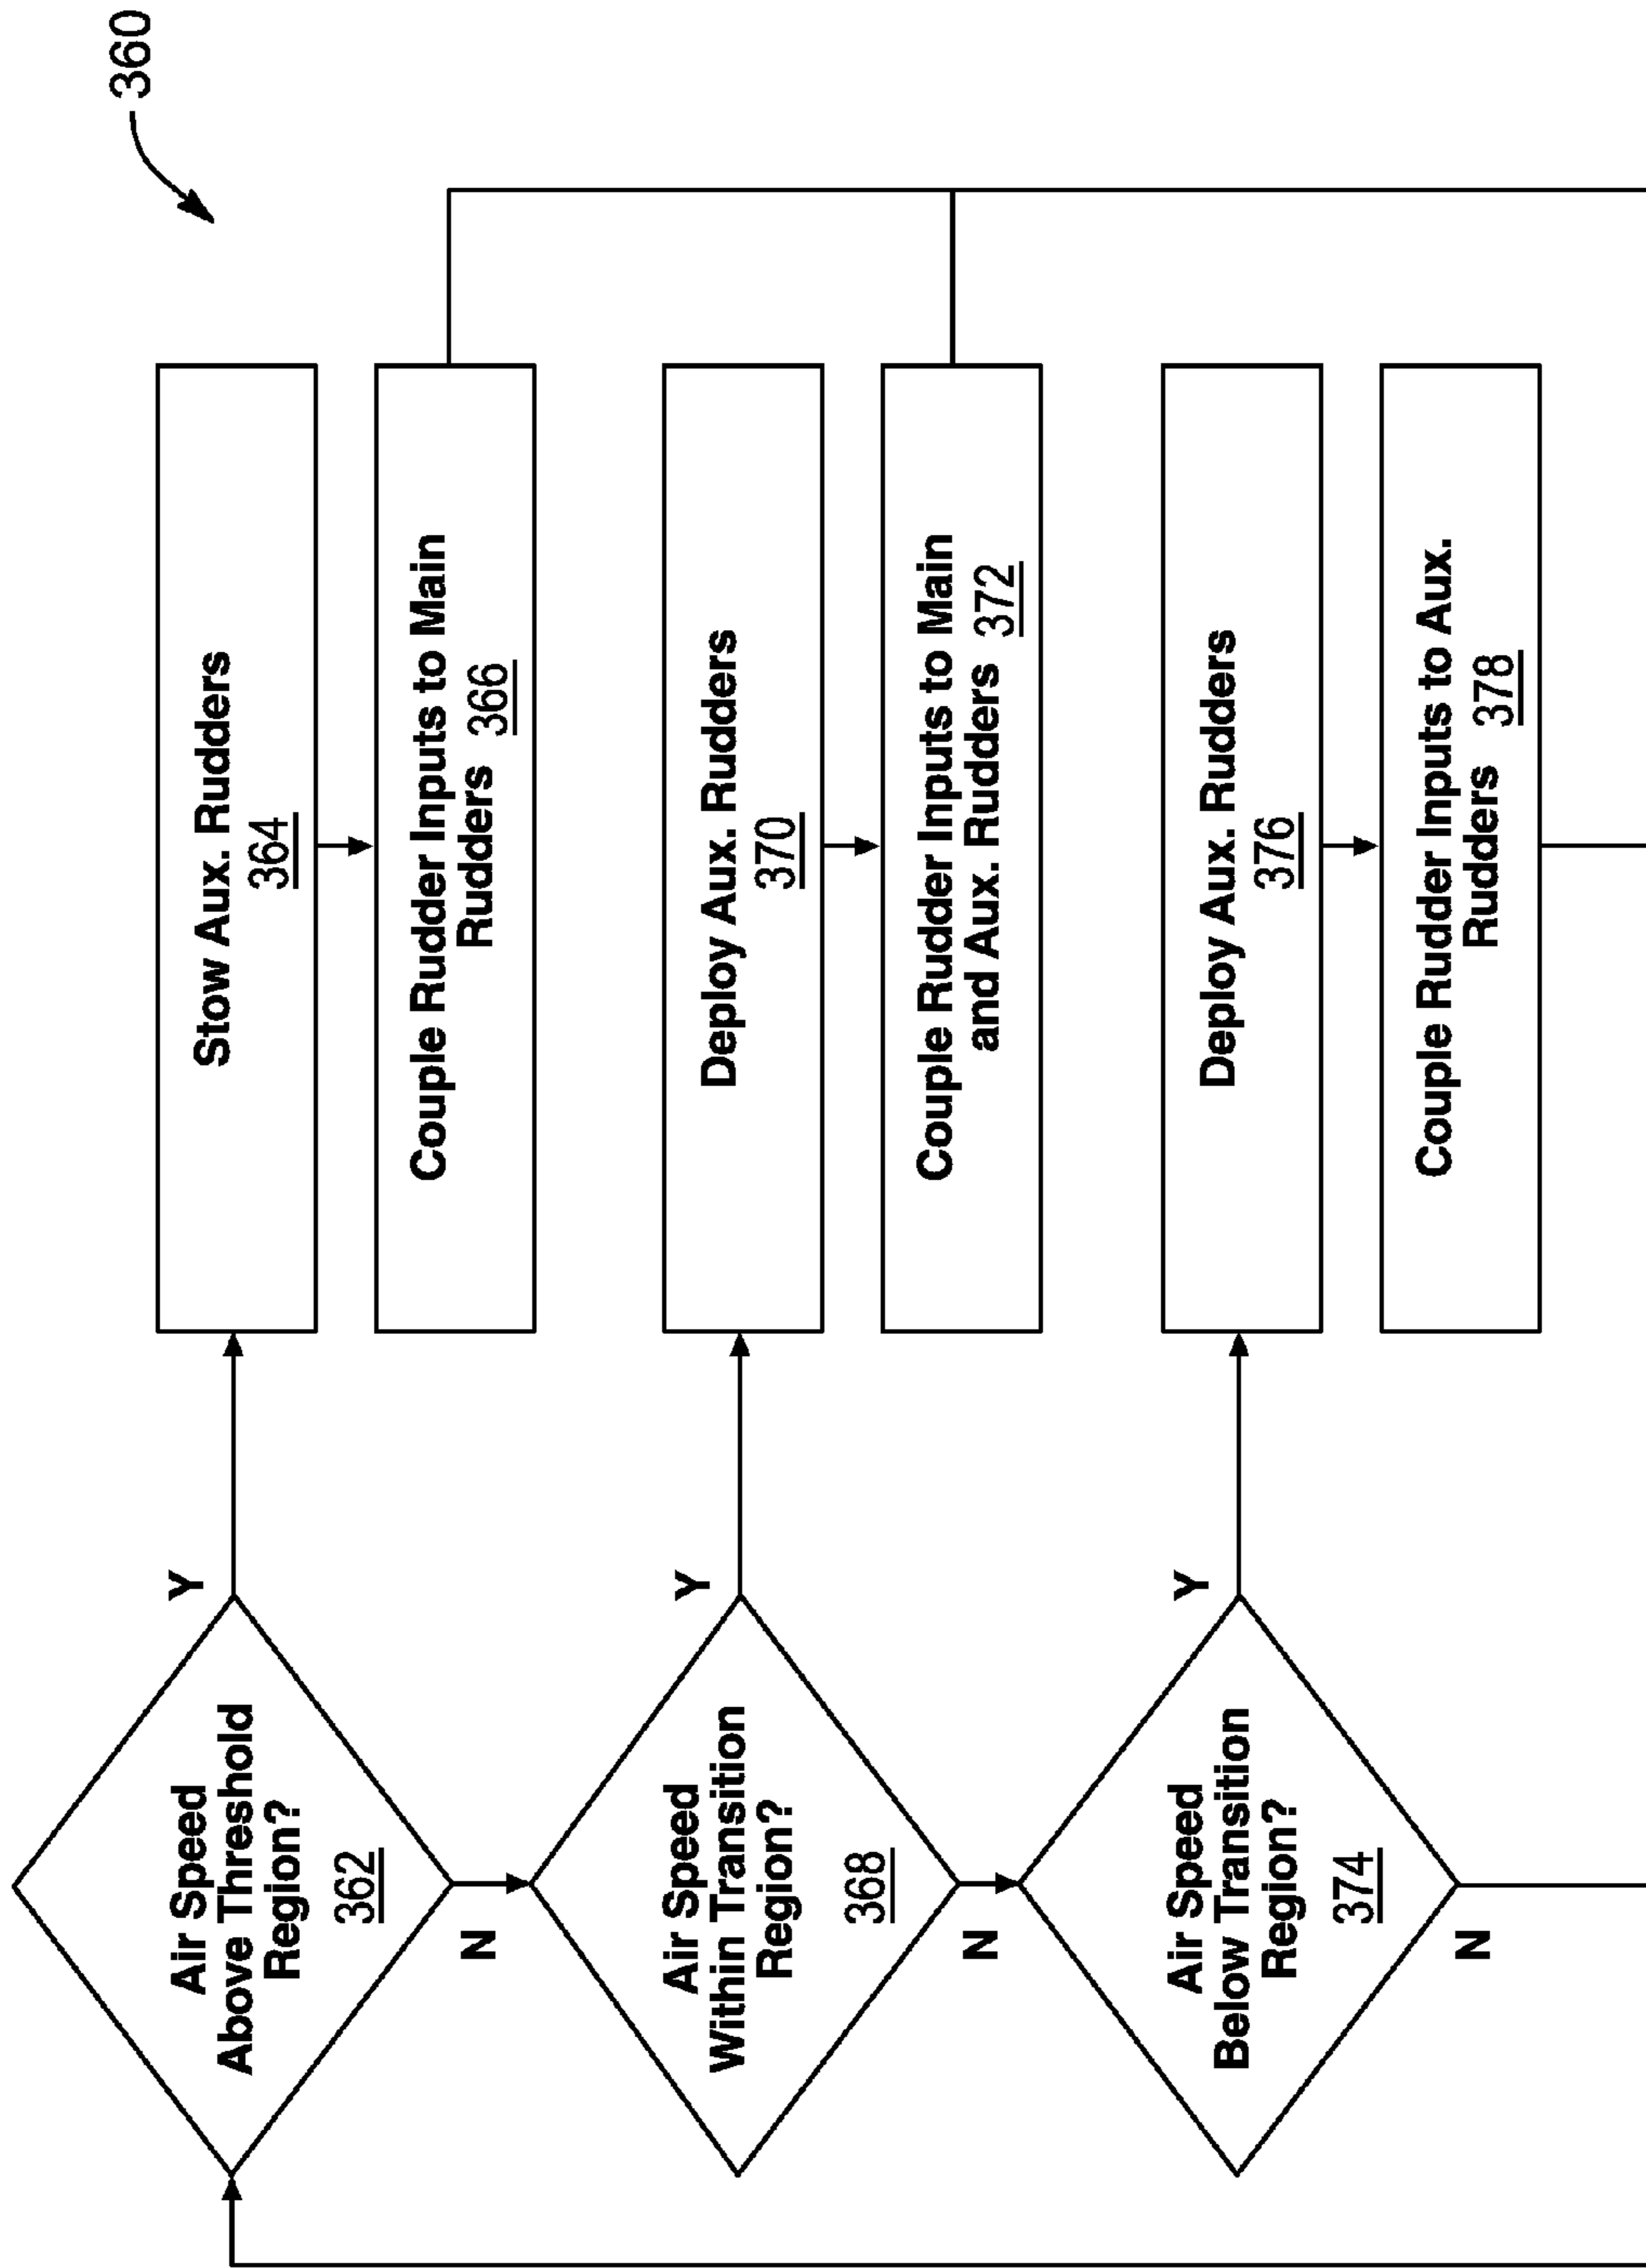 360
Air Speed
Above Threshold
Region?
362
Y
N
Stow Aux. Rudders
364
Couple Rudder Inputs to Main
Rudders 366
Air Speed
Within Transition
Region?
368
Y
N
Deploy Aux. Rudders
370
Couple Rudder Inputs to Main
and Aux. Rudders 372
Air Speed
Below Transition
Region?
374
Y
N
Deploy Aux. Rudders
376
Couple Rudder Inputs to Aux.
Rudders 378